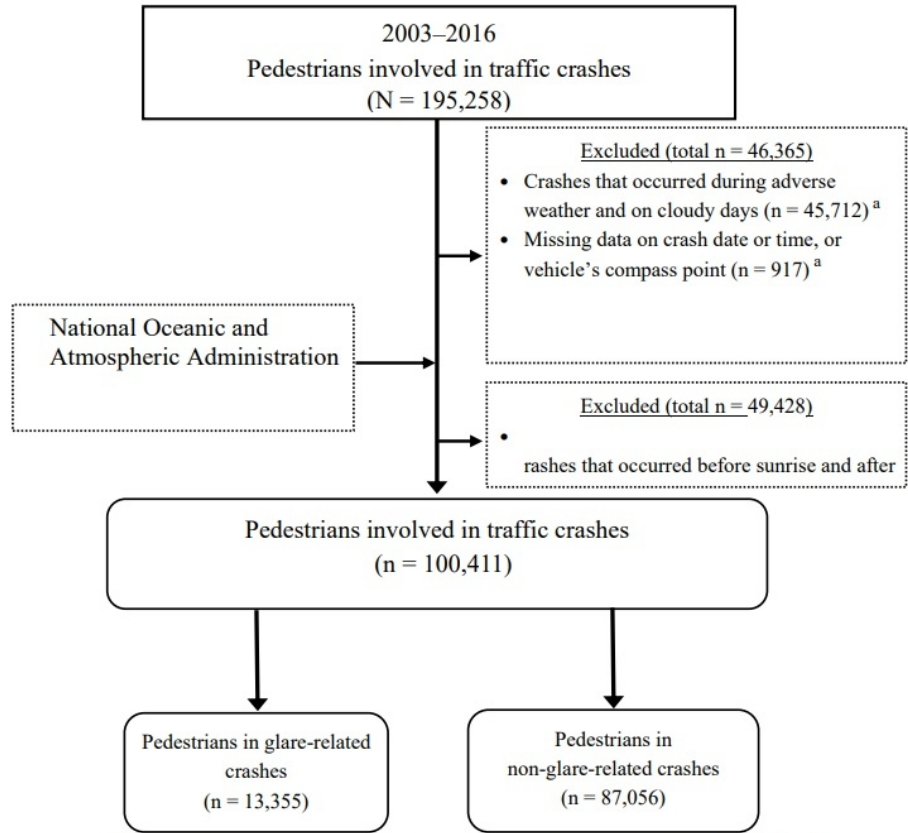 2003–2016
Pedestrians involved in traffic crashes
(N = 195,258)
Excluded (total n = 46,365)
• Crashes that occurred during adverse
weather and on cloudy days (n = 45,712) a
• Missing data on crash date or time, or
vehicle’s compass point (n = 917) a
National Oceanic and
Atmospheric Administration
Excluded (total n = 49,428)
•
rashes that occurred before sunrise and after
Pedestrians involved in traffic crashes
(n = 100,411)
Pedestrians in glare-related
crashes
(n = 13,355)
Pedestrians in
non-glare-related crashes
(n = 87,056)